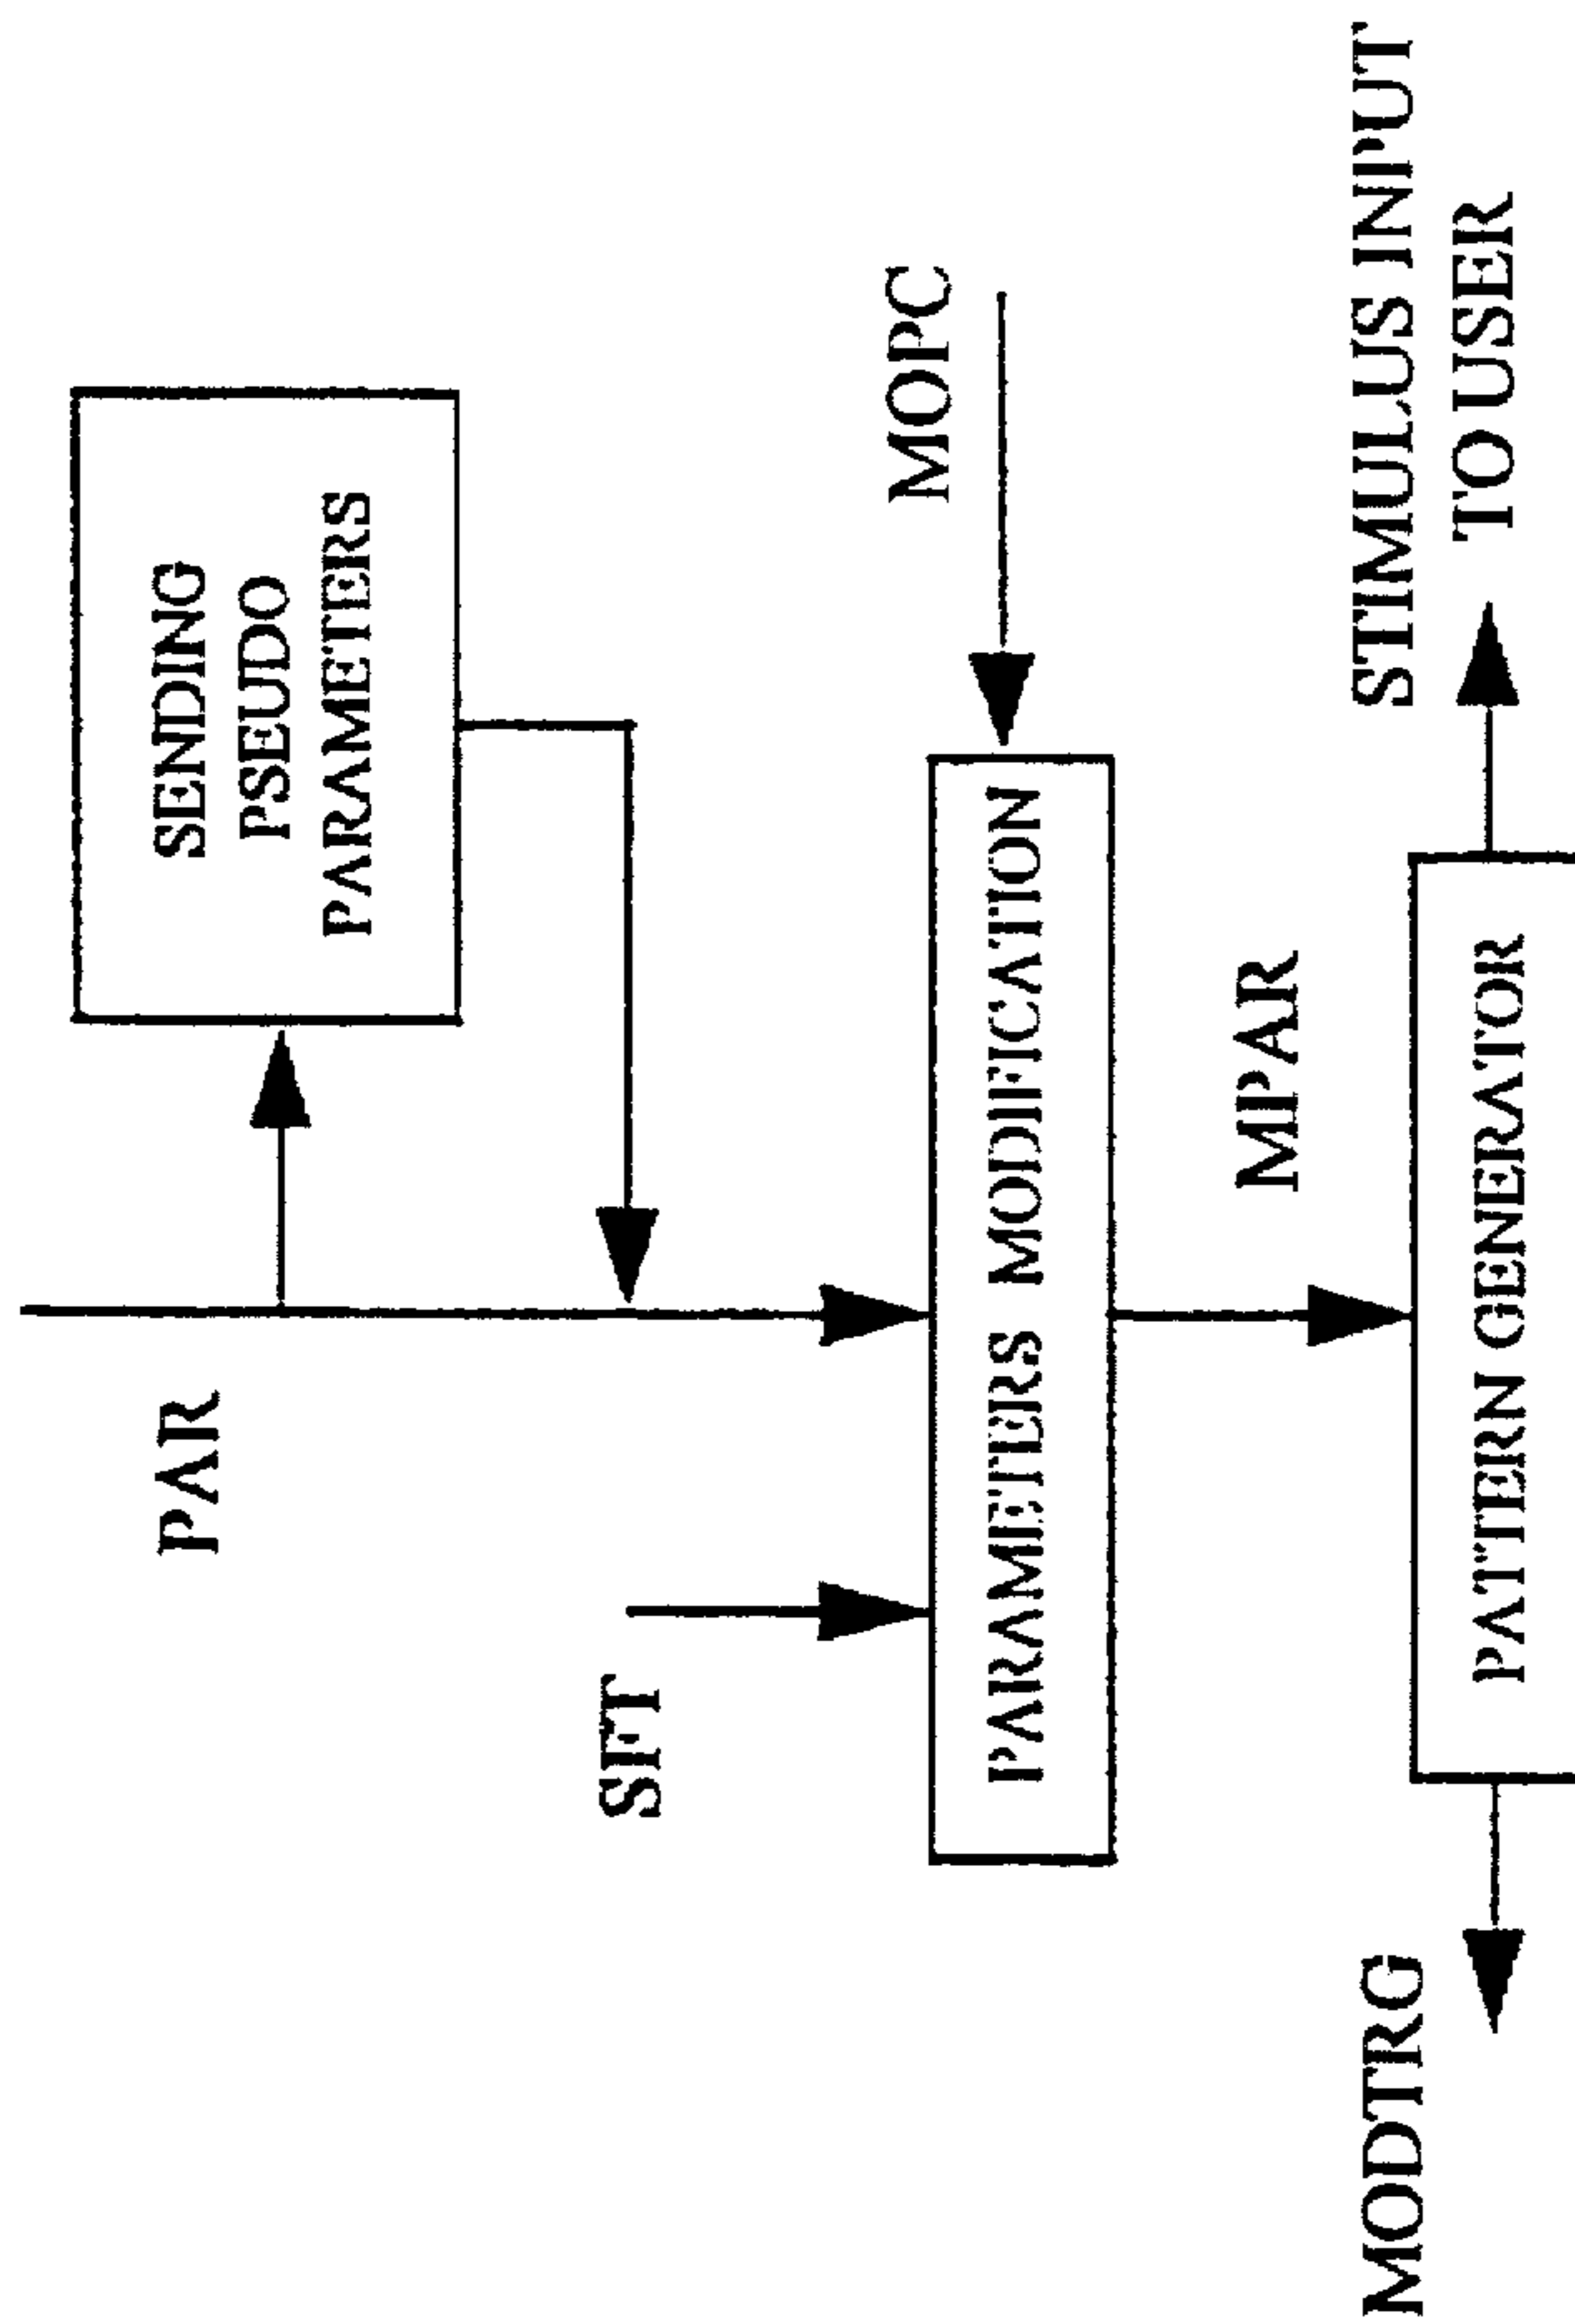 PAR
SENDING
PSEUDO
PARAMETERS
SFT
MOPC
PARAMETERS MODIFICATION
MPAR
MODTRG
PATTERN GENERATOR
STIMULUS INPUT
TO USER